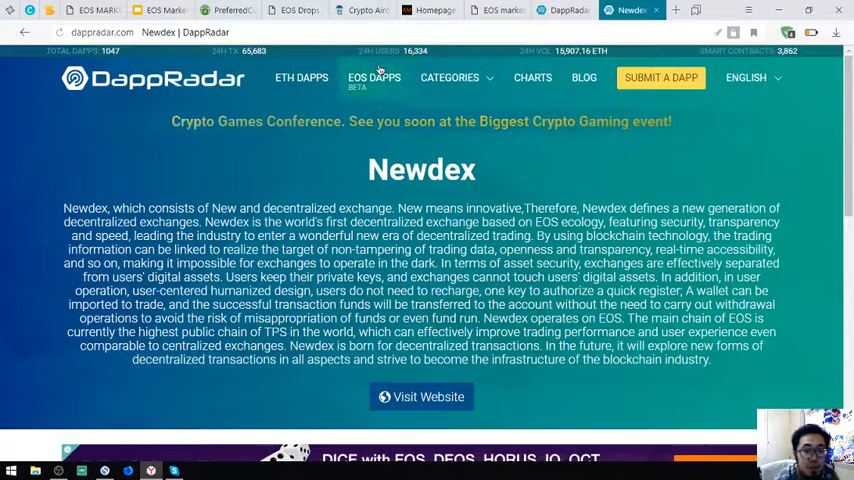 EOS MARK
EOS Marke
PreferredC
EOS Drops
Crypto Aird
Homepage
EOS market
DappRada
Newdex
dappradar.com Newdex | DappRadar
TOTAL DAPPS: 1047
24H TX 65,683
24H USERS: 16,334
24H VOL. 15,907.16 ETH
SMART CONTRACTS: 3,862
DappRadar
ETH DAPPS
EOS DAPPS
BETA
CATEGORIES
CHARTS
BLOG
SUBMIT A DAPP
ENGLISH
Crypto Games Conference. See you soon at the Biggest Crypto Gaming event!
Newdex
Newdex, which consists of New and decentralized exchange. New means innovative,Therefore, Newdex defines a new generation of
decentralized exchanges. Newdex is the world's first decentralized exchange based on EOS ecology, featuring security, transparency
and speed, leading the industry to enter a wonderful new era of decentralized trading. By using blockchain technology, the trading
information can be linked to realize the target of non-tampering of trading data, openness and transparency, real-time accessibility,
and so on, making it impossible for exchanges to operate in the dark. In terms of asset security, exchanges are effectively separated
from users' digital assets. Users keep their private keys, and exchanges cannot touch users' digital assets. In addition, in user
operation, user-centered humanized design, users do not need to recharge, one key to authorize a quick register; A wallet can be
imported to trade, and the successful transaction funds will be transferred to the account without the need to carry out withdrawal
operations to avoid the risk of misappropriation of funds or even fund run. Newdex operates on EOS. The main chain of EOS is
currently the highest public chain of TPS in the world, which can effectively improve trading performance and user experience even
comparable to centralized exchanges. Newdex is born for decentralized transactions. In the future, it will explore new forms of
decentralized transactions in all aspects and strive to become the infrastructure of the blockchain industry.
Visit Website
DICE with EOS, DEOS, HORUS, IQ, OCT